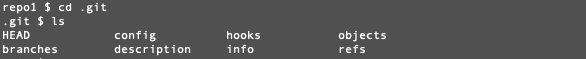 repo1 $ cd .git
.git $ ls
HEAD config hooks objects
branches description info refs